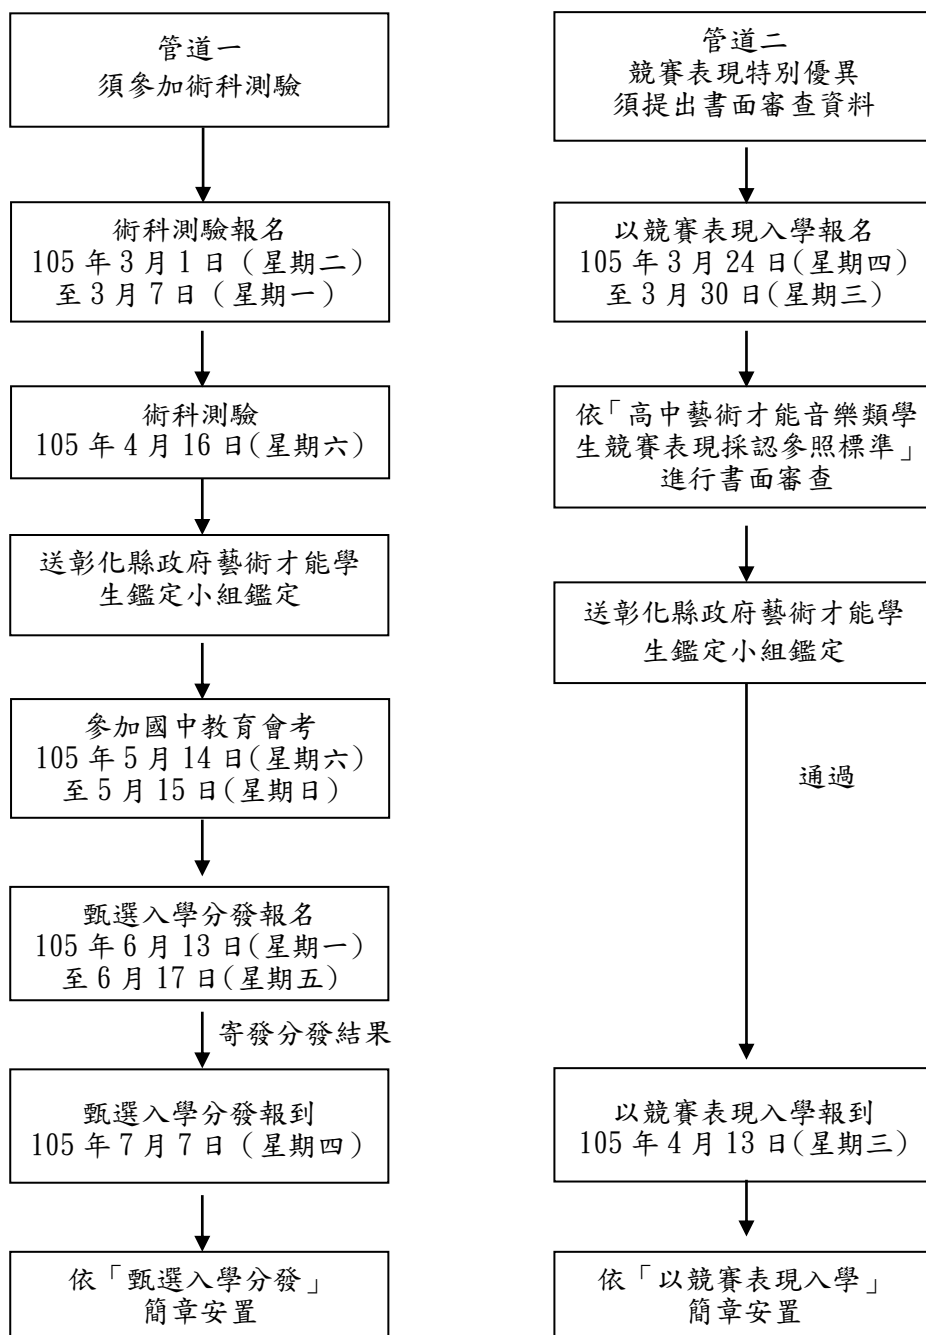 管道一
須參加術科測驗
術科測驗報名
105 年 3 月 1 日（星期二）
至 3 月 7 日（星期一）
術科測驗
105 年 4 月 16 日(星期六)
送彰化縣政府藝術才能學
生鑑定小組鑑定
參加國中教育會考
105 年 5 月 14 日(星期六)
至 5 月 15 日(星期日)
甄選入學分發報名
105 年 6 月 13 日(星期一)
至 6 月 17 日(星期五)
寄發分發結果
甄選入學分發報到
105 年 7 月 7 日（星期四）
依「甄選入學分發」
簡章安置
管道二
競賽表現特別優異
須提出書面審查資料
以競賽表現入學報名
105 年 3 月 24 日(星期四)
至 3 月 30 日(星期三)
依「高中藝術才能音樂類學
生競賽表現採認參照標準」
進行書面審查
送彰化縣政府藝術才能學
生鑑定小組鑑定
通過
以競賽表現入學報到
105 年 4 月 13 日(星期三)
依「以競賽表現入學」
簡章安置